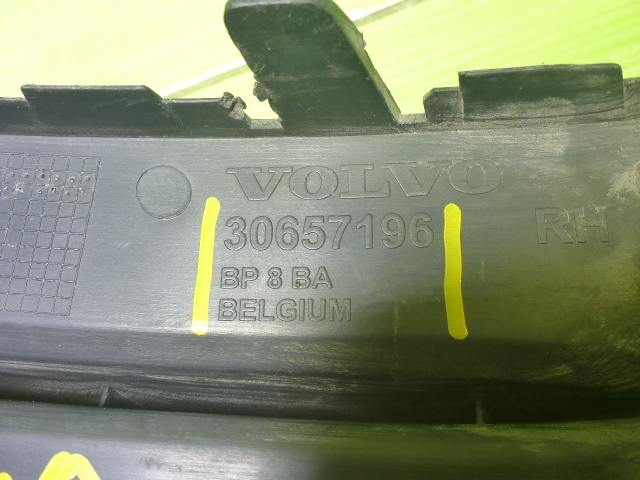 VOLVO
30657196 RH
BP 8 BA
BELGIUM